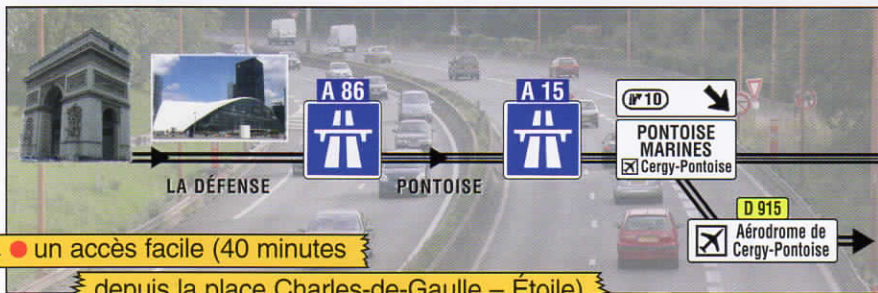 A 86
A 15
10
PONTOISE
MARINES
Cergy-Pontoise
LA DÉFENSE
PONTOISE
D 915
Aérodrome de
Cergy-Pontoise
un accès facile (40 minutes
depuis la place Charles-de-Gaulle – Étoile)